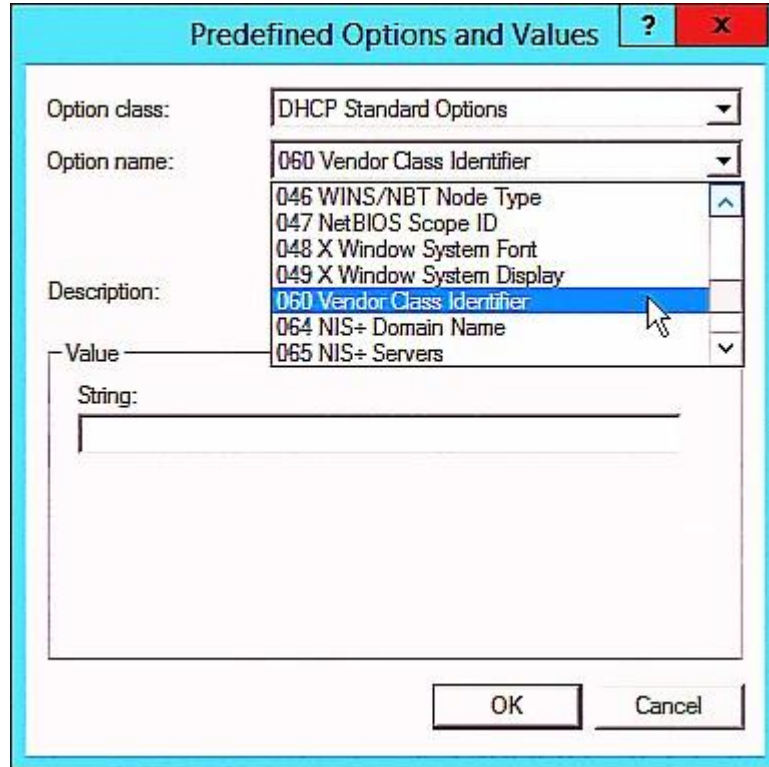 Predefined Options and Values ? x
Option class: DHCP Standard Options
Option name: 060 Vendor Class Identifier
046 WINS/NBT Node Type
047 NetBIOS Scope ID
048 X Window System Font
049 X Window System Display
060 Vendor Class Identifier
064 NIS+ Domain Name
065 NIS+ Servers
Description:
Value
String:
OK Cancel